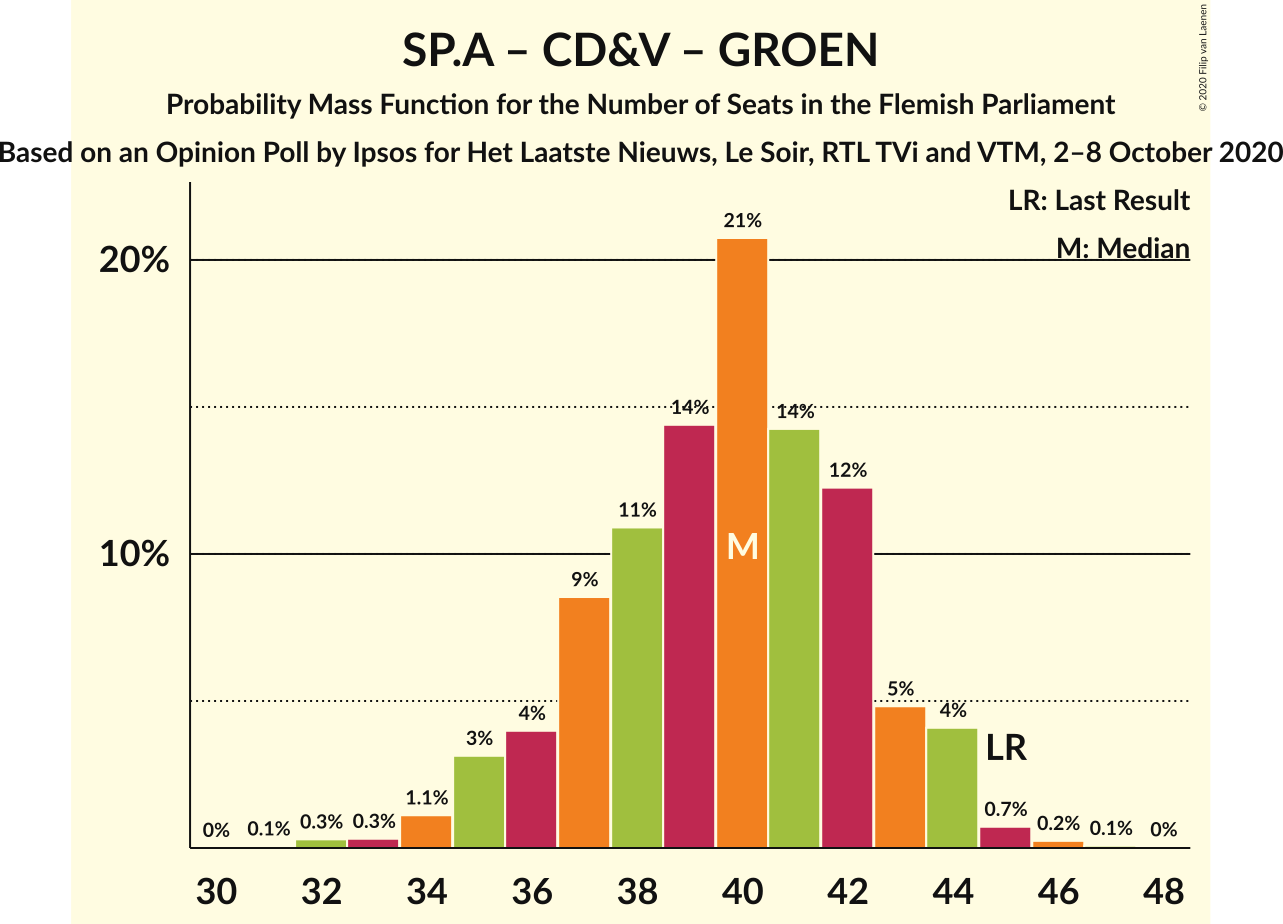 SP.A – CD&V – GROEN
Probability Mass Function for the Number of Seats in the Flemish Parliament
Based on an Opinion Poll by Ipsos for Het Laatste Nieuws, Le Soir, RTL TVi and VTM, 2–8 October 2020
© 2020 Filip van Laenen
LR: Last Result
M: Median
20%
10%
0%
0.1%
0.3%
0.3%
1.1%
3%
4%
9%
11%
14%
21%
M
14%
12%
5%
4%
LR
0.7%
0.2%
0.1%
0%
30 32 34 36 38 40 42 44 46 48